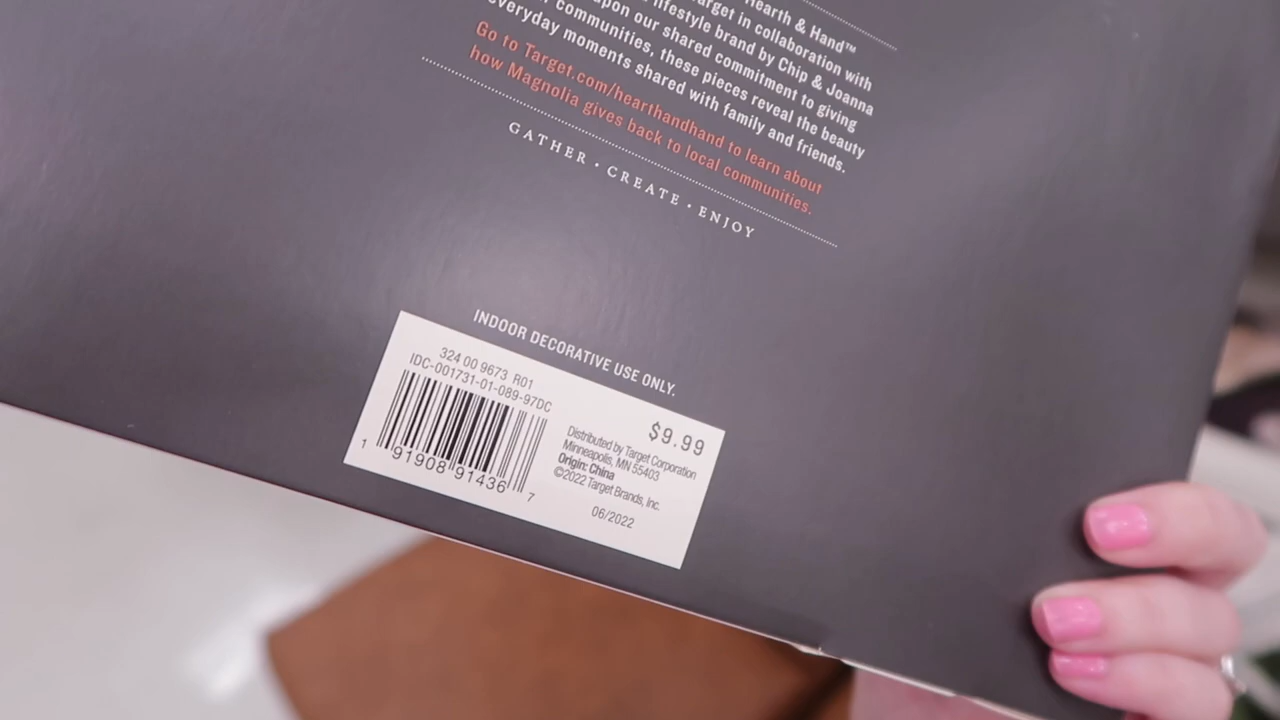 Hearth & Hand™
Target in collaboration with
lifestyle brand by Chip & Joanna
upon our shared commitment to giving
communities, these pieces reveal the beauty
everyday moments shared with family and friends.
Go to Target.com/hearthandhand to learn about
how Magnolia gives back to local communities.
GATHER • CREATE • ENJOY
INDOOR DECORATIVE USE ONLY.
324 00 9673 R01
IDC-001731-01-089-97DC
1 91908 91436 7
$9.99
Distributed by Target Corporation
Minneapolis, MN 55403
Origin: China
©2022 Target Brands, Inc.
06/2022